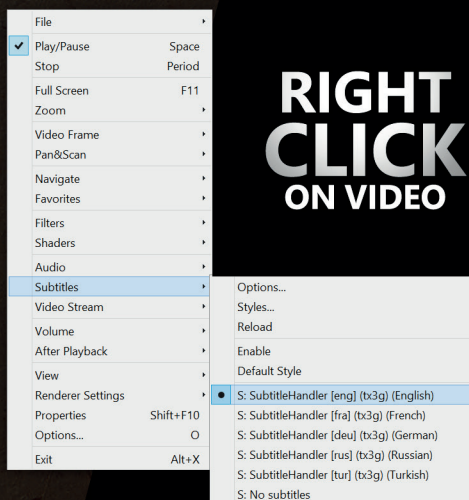 File
Play/Pause Space
Stop Period
Full Screen F11
Zoom
Video Frame
Pan&Scan
Navigate
Favorites
Filters
Shaders
Audio
Subtitles
Video Stream
Volume
After Playback
View
Renderer Settings
Properties Shift+F10
Options... O
Exit Alt+X
RIGHT
CLICK
ON VIDEO
Options...
Styles...
Reload
Enable
Default Style
S: SubtitleHandler [eng] (tx3g) (English)
S: SubtitleHandler [fra] (tx3g) (French)
S: SubtitleHandler [deu] (tx3g) (German)
S: SubtitleHandler [rus] (tx3g) (Russian)
S: SubtitleHandler [tur] (tx3g) (Turkish)
S: No subtitles